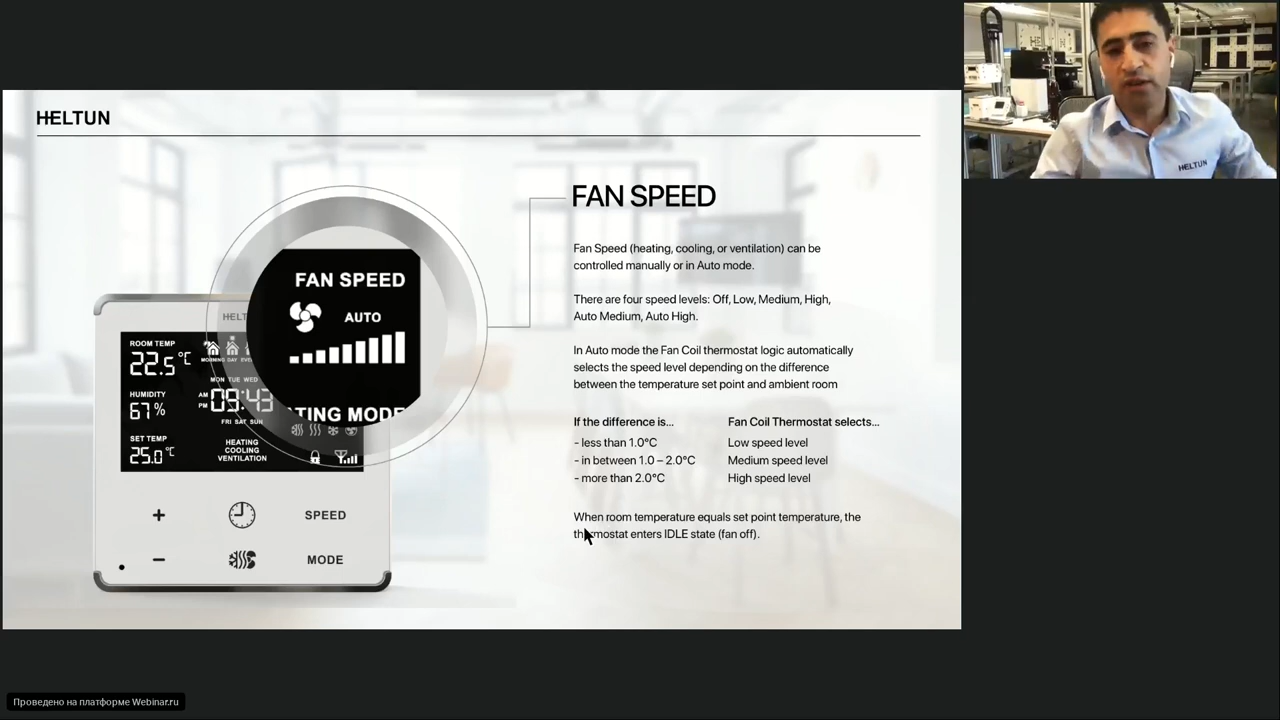 HELTUN
HELTUN
FAN SPEED
Fan Speed (heating, cooling, or ventilation) can be
controlled manually or in Auto mode.
There are four speed levels: Off, Low, Medium, High,
Auto Medium, Auto High.
In Auto mode the Fan Coil thermostat logic automatically
selects the speed level depending on the difference
between the temperature set point and ambient room
If the difference is... Fan Coil Thermostat selects...
- less than 1.0°C Low speed level
- in between 1.0 – 2.0°C Medium speed level
- more than 2.0°C High speed level
When room temperature equals set point temperature, the
thermostat enters IDLE state (fan off).
FAN SPEED
AUTO
TING MODE
HELT
ROOM TEMP
22.5 °C
MORNING DAY EVE
MON TUE WED
HUMIDITY
67 %
AM 09:43
PM
FRI SAT SUN
SET TEMP
25.0 °C
HEATING
COOLING
VENTILATION
+ SPEED
− MODE
Проведено на платформе Webinar.ru